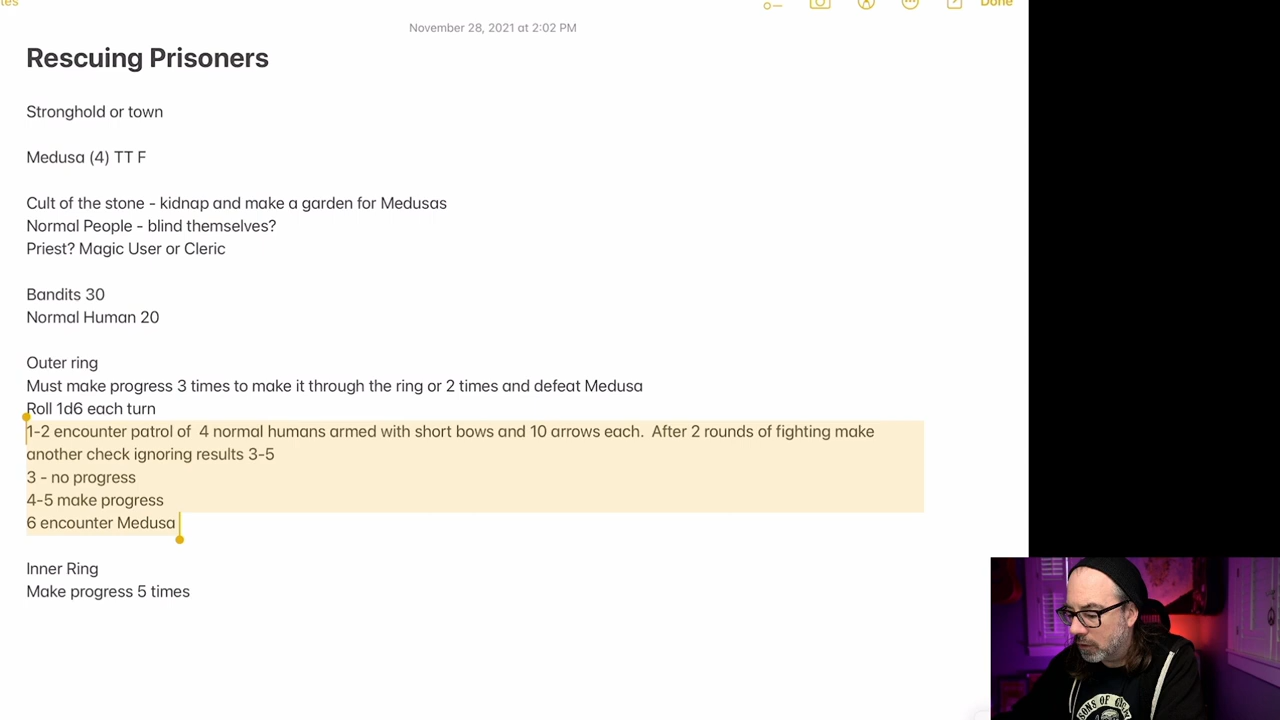 tes
Done
November 28, 2021 at 2:02 PM
Rescuing Prisoners
Stronghold or town
Medusa (4) TT F
Cult of the stone - kidnap and make a garden for Medusas
Normal People - blind themselves?
Priest? Magic User or Cleric
Bandits 30
Normal Human 20
Outer ring
Must make progress 3 times to make it through the ring or 2 times and defeat Medusa
Roll 1d6 each turn
1-2 encounter patrol of  4 normal humans armed with short bows and 10 arrows each.  After 2 rounds of fighting make
another check ignoring results 3-5
3 - no progress
4-5 make progress
6 encounter Medusa
Inner Ring
Make progress 5 times
SONS OF